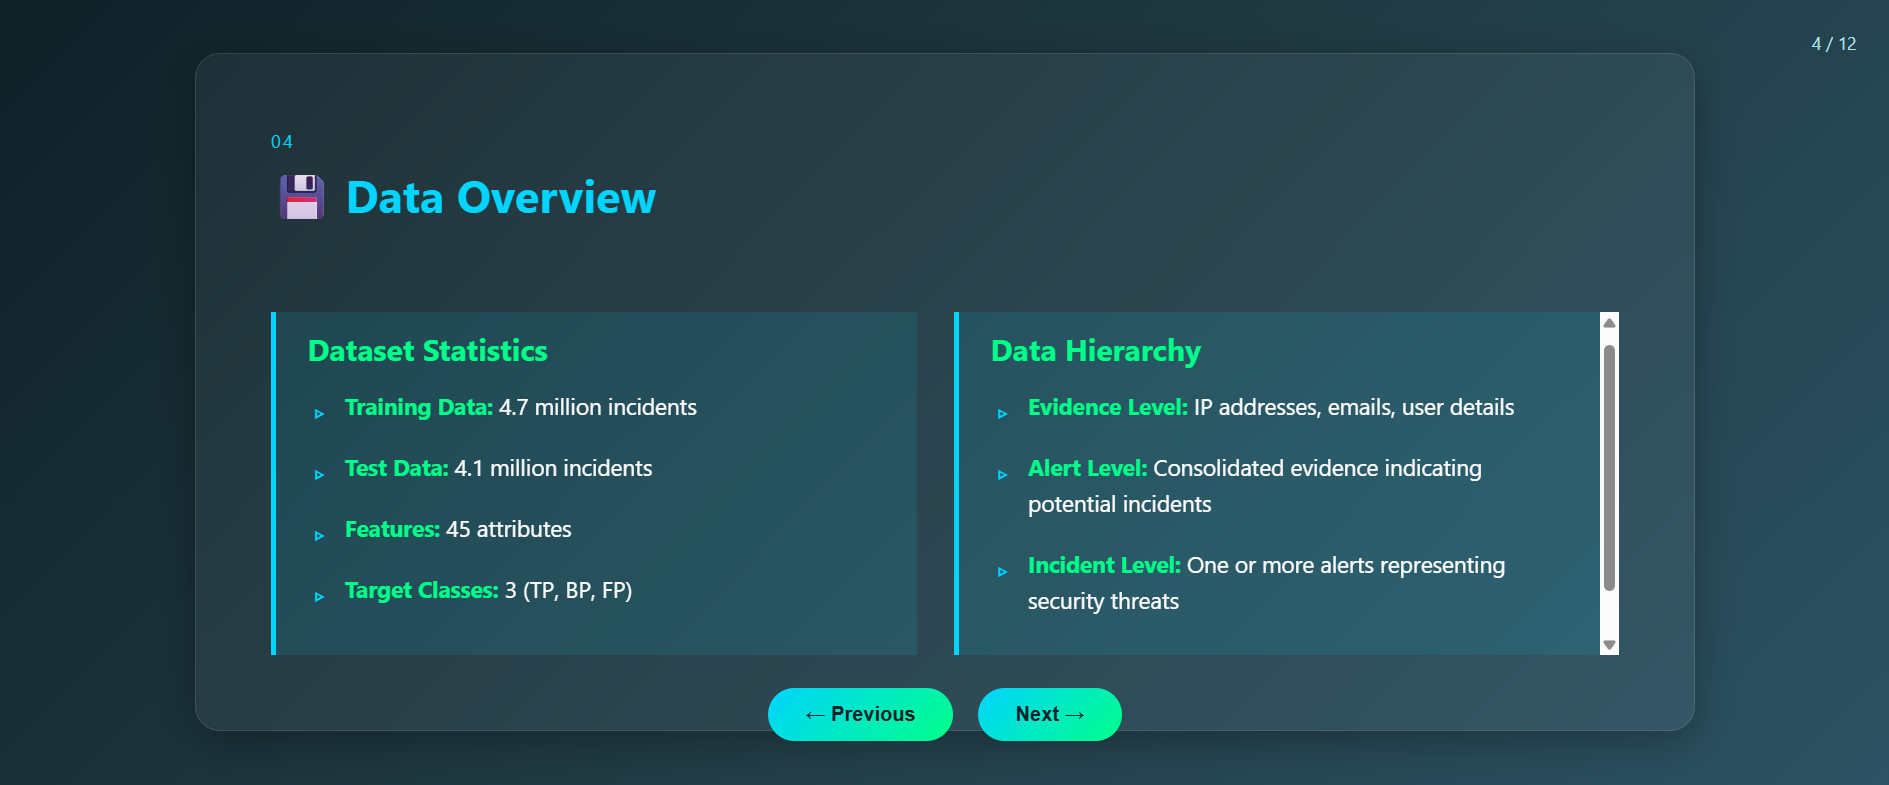 4 / 12
04
Data Overview
Dataset Statistics
Training Data: 4.7 million incidents
Test Data: 4.1 million incidents
Features: 45 attributes
Target Classes: 3 (TP, BP, FP)
Data Hierarchy
Evidence Level: IP addresses, emails, user details
Alert Level: Consolidated evidence indicating
potential incidents
Incident Level: One or more alerts representing
security threats
← Previous
Next →